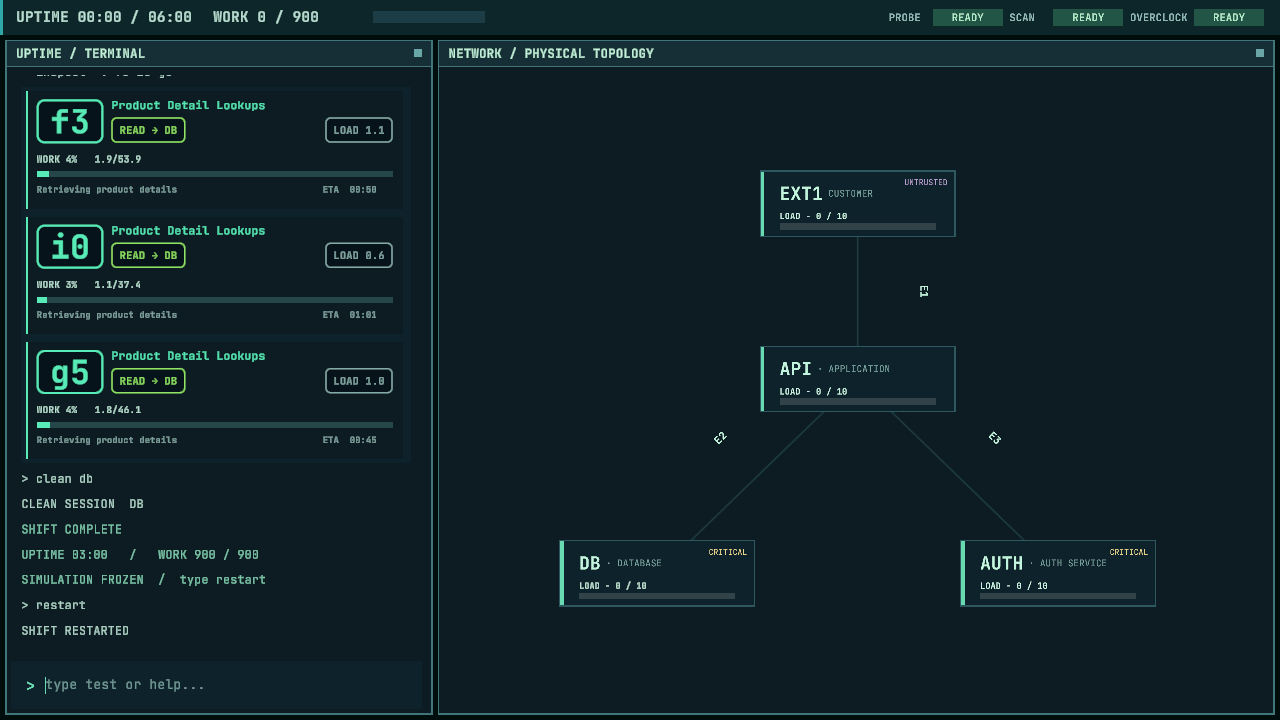 UPTIME 00:00 / 06:00 WORK 0 / 900
PROBE READY SCAN READY OVERCLOCK READY
UPTIME / TERMINAL
f3 Product Detail Lookups
READ → DB LOAD 1.1
WORK 4% 1.9/53.9
Retrieving product details ETA 00:50
i0 Product Detail Lookups
READ → DB LOAD 0.6
WORK 3% 1.1/37.4
Retrieving product details ETA 01:01
g5 Product Detail Lookups
READ → DB LOAD 1.0
WORK 4% 1.8/46.1
Retrieving product details ETA 00:45
> clean db
CLEAN SESSION DB
SHIFT COMPLETE
UPTIME 03:00 / WORK 900 / 900
SIMULATION FROZEN / type restart
> restart
SHIFT RESTARTED
> type test or help...
NETWORK / PHYSICAL TOPOLOGY
UNTRUSTED
EXT1 CUSTOMER
LOAD - 0 / 10
E1
API · APPLICATION
LOAD - 0 / 10
E2
E3
CRITICAL
DB · DATABASE
LOAD - 0 / 10
CRITICAL
AUTH · AUTH SERVICE
LOAD - 0 / 10